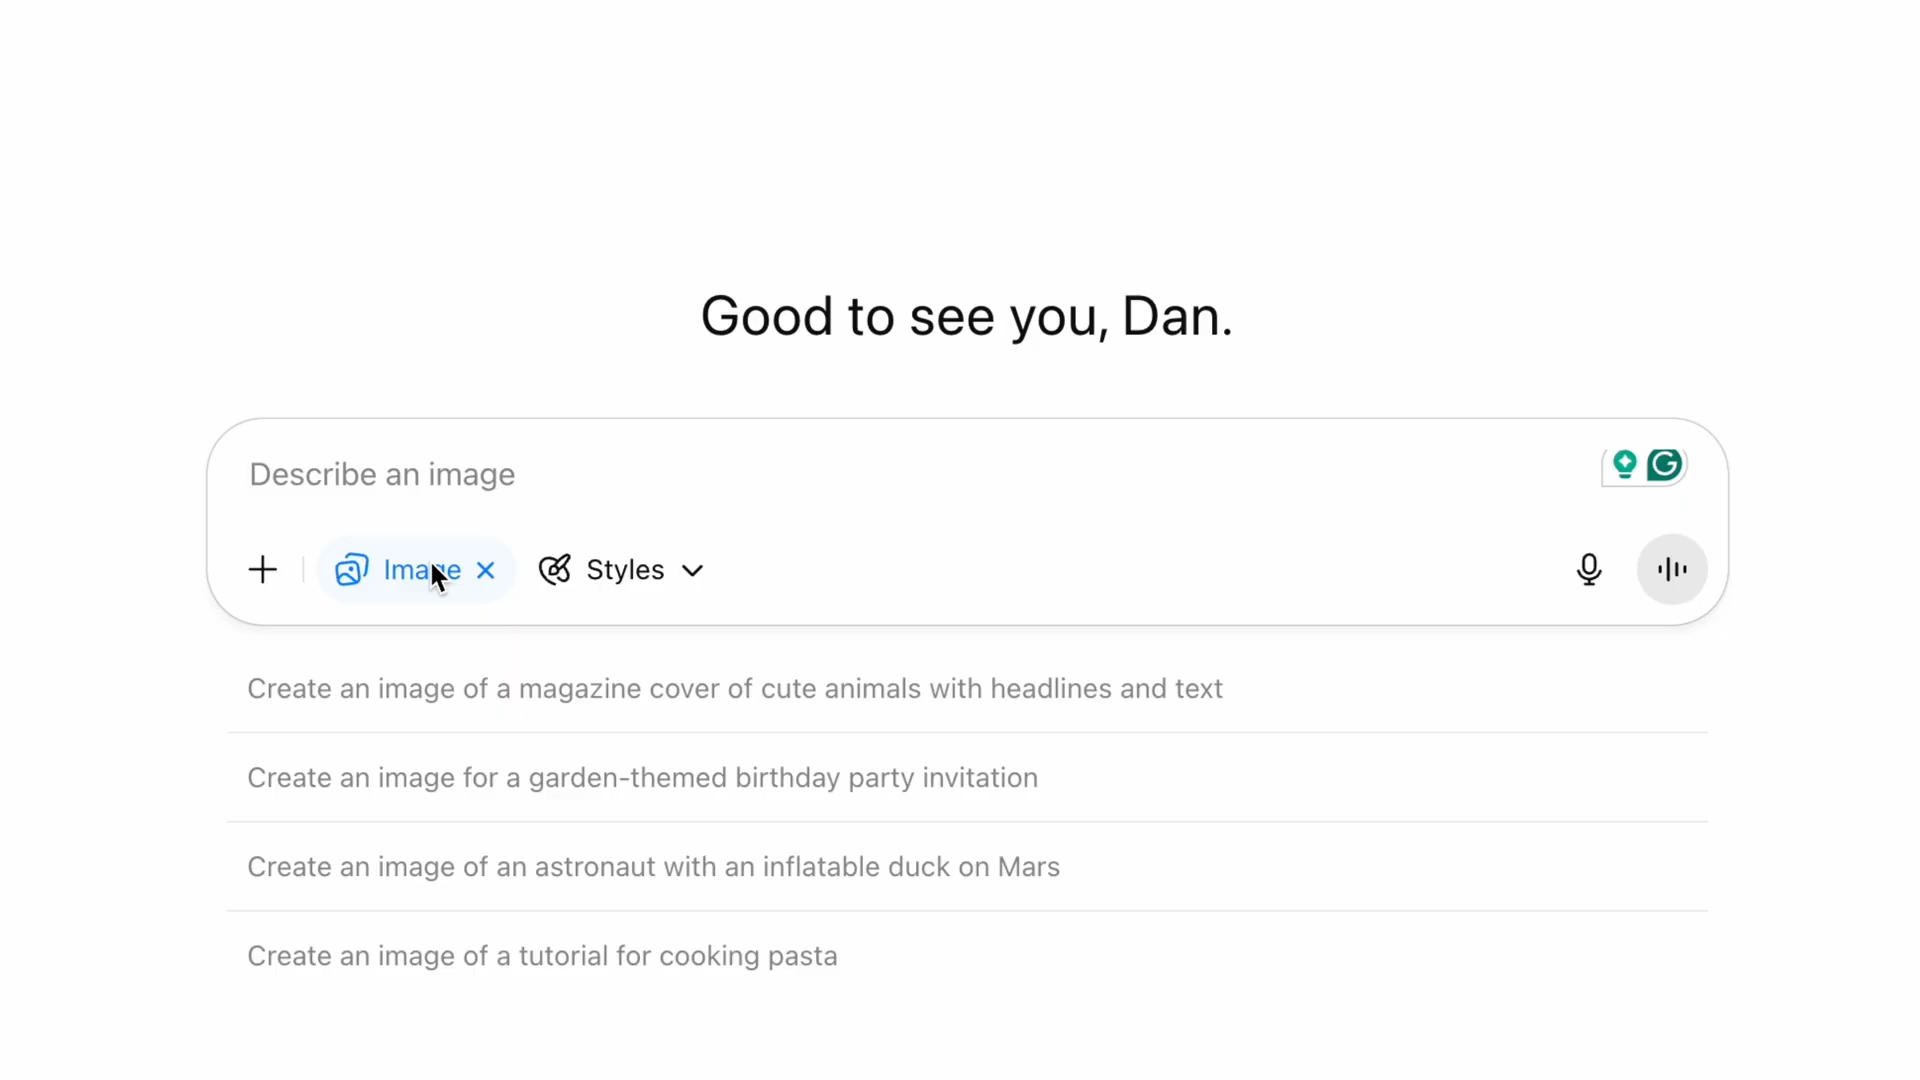 Good to see you, Dan.
Describe an image
Image Styles
Create an image of a magazine cover of cute animals with headlines and text
Create an image for a garden-themed birthday party invitation
Create an image of an astronaut with an inflatable duck on Mars
Create an image of a tutorial for cooking pasta